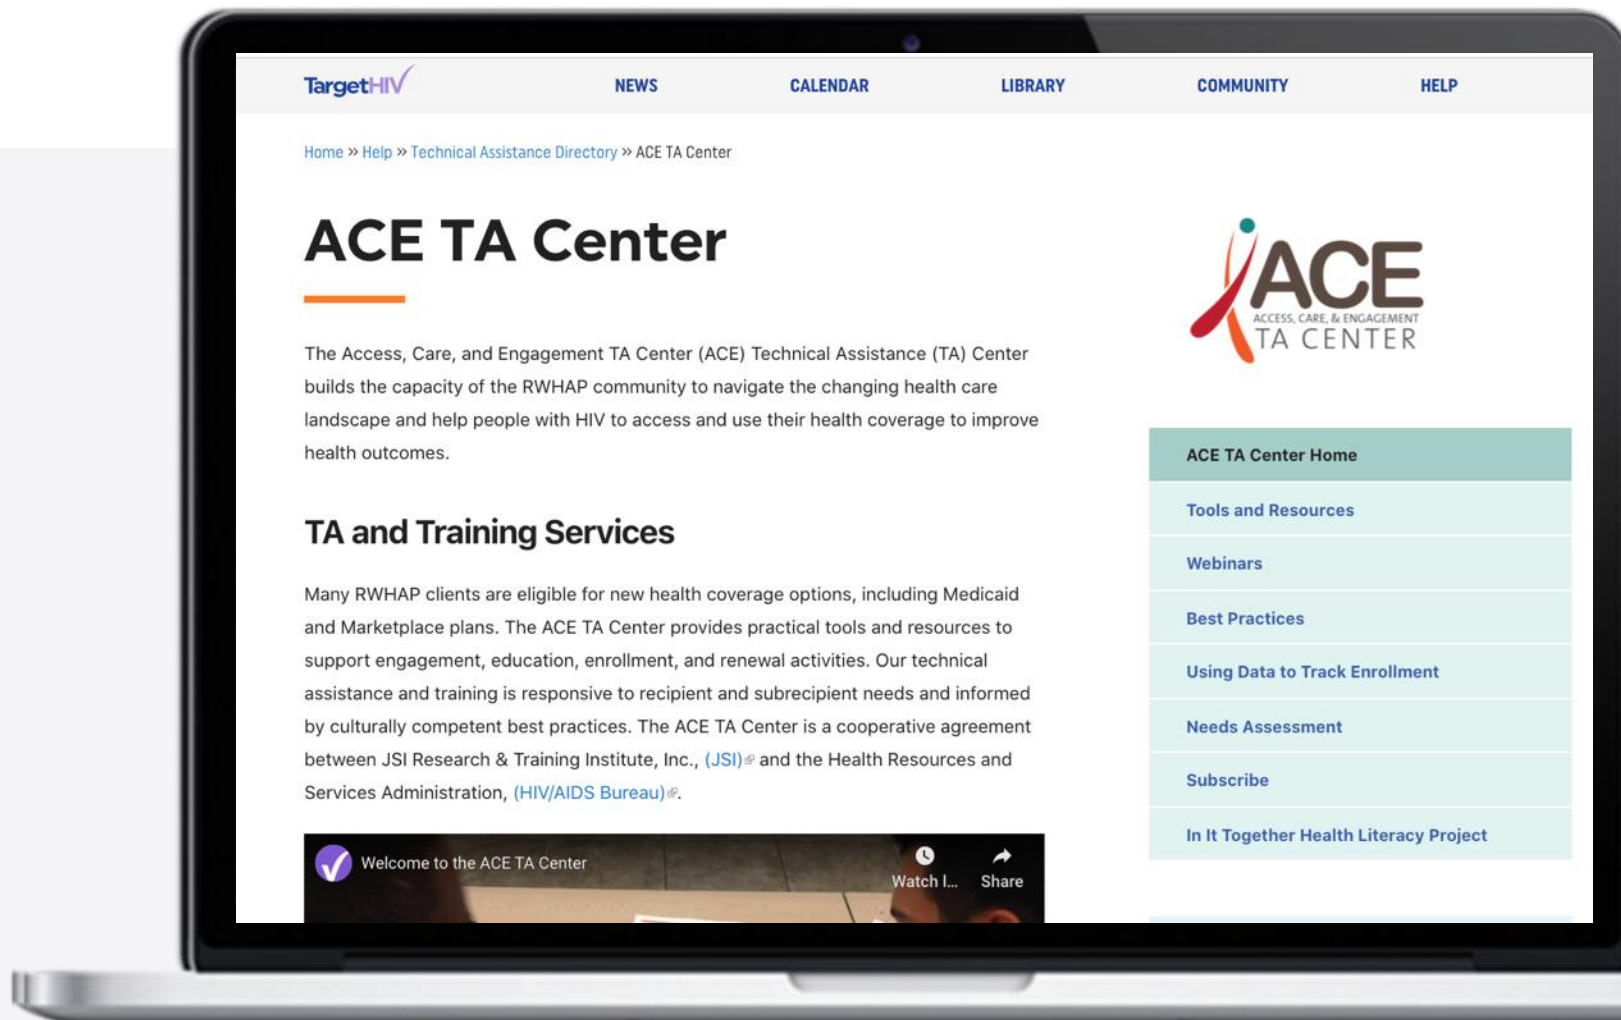 TargetHIV
NEWS
CALENDAR
LIBRARY
COMMUNITY
HELP
Home » Help » Technical Assistance Directory » ACE TA Center
ACE TA Center
The Access, Care, and Engagement TA Center (ACE) Technical Assistance (TA) Center
builds the capacity of the RWHAP community to navigate the changing health care
landscape and help people with HIV to access and use their health coverage to improve
health outcomes.
TA and Training Services
Many RWHAP clients are eligible for new health coverage options, including Medicaid
and Marketplace plans. The ACE TA Center provides practical tools and resources to
support engagement, education, enrollment, and renewal activities. Our technical
assistance and training is responsive to recipient and subrecipient needs and informed
by culturally competent best practices. The ACE TA Center is a cooperative agreement
between JSI Research & Training Institute, Inc., (JSI) and the Health Resources and
Services Administration, (HIV/AIDS Bureau).
Welcome to the ACE TA Center
Watch l...
Share
ACE
ACCESS, CARE, & ENGAGEMENT
TA CENTER
ACE TA Center Home
Tools and Resources
Webinars
Best Practices
Using Data to Track Enrollment
Needs Assessment
Subscribe
In It Together Health Literacy Project